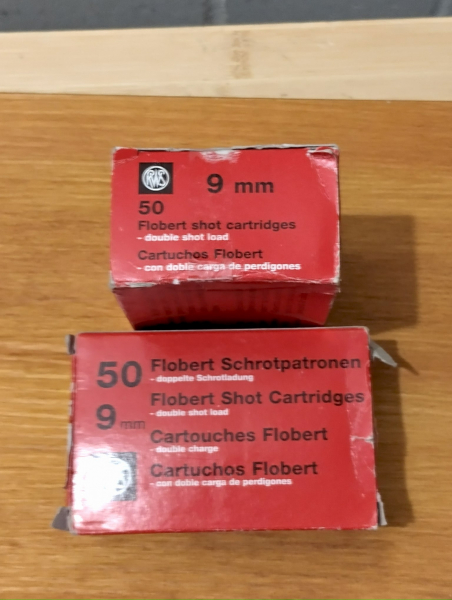 RWS
9 mm
50
Flobert shot cartridges
- double shot load
Cartuchos Flobert
- con doble carga de perdigones
50 Flobert Schrotpatronen
- doppelte Schrotladung
9 mm Flobert Shot Cartridges
- double shot load
Cartouches Flobert
- double charge
Cartuchos Flobert
- con doble carga de perdigones